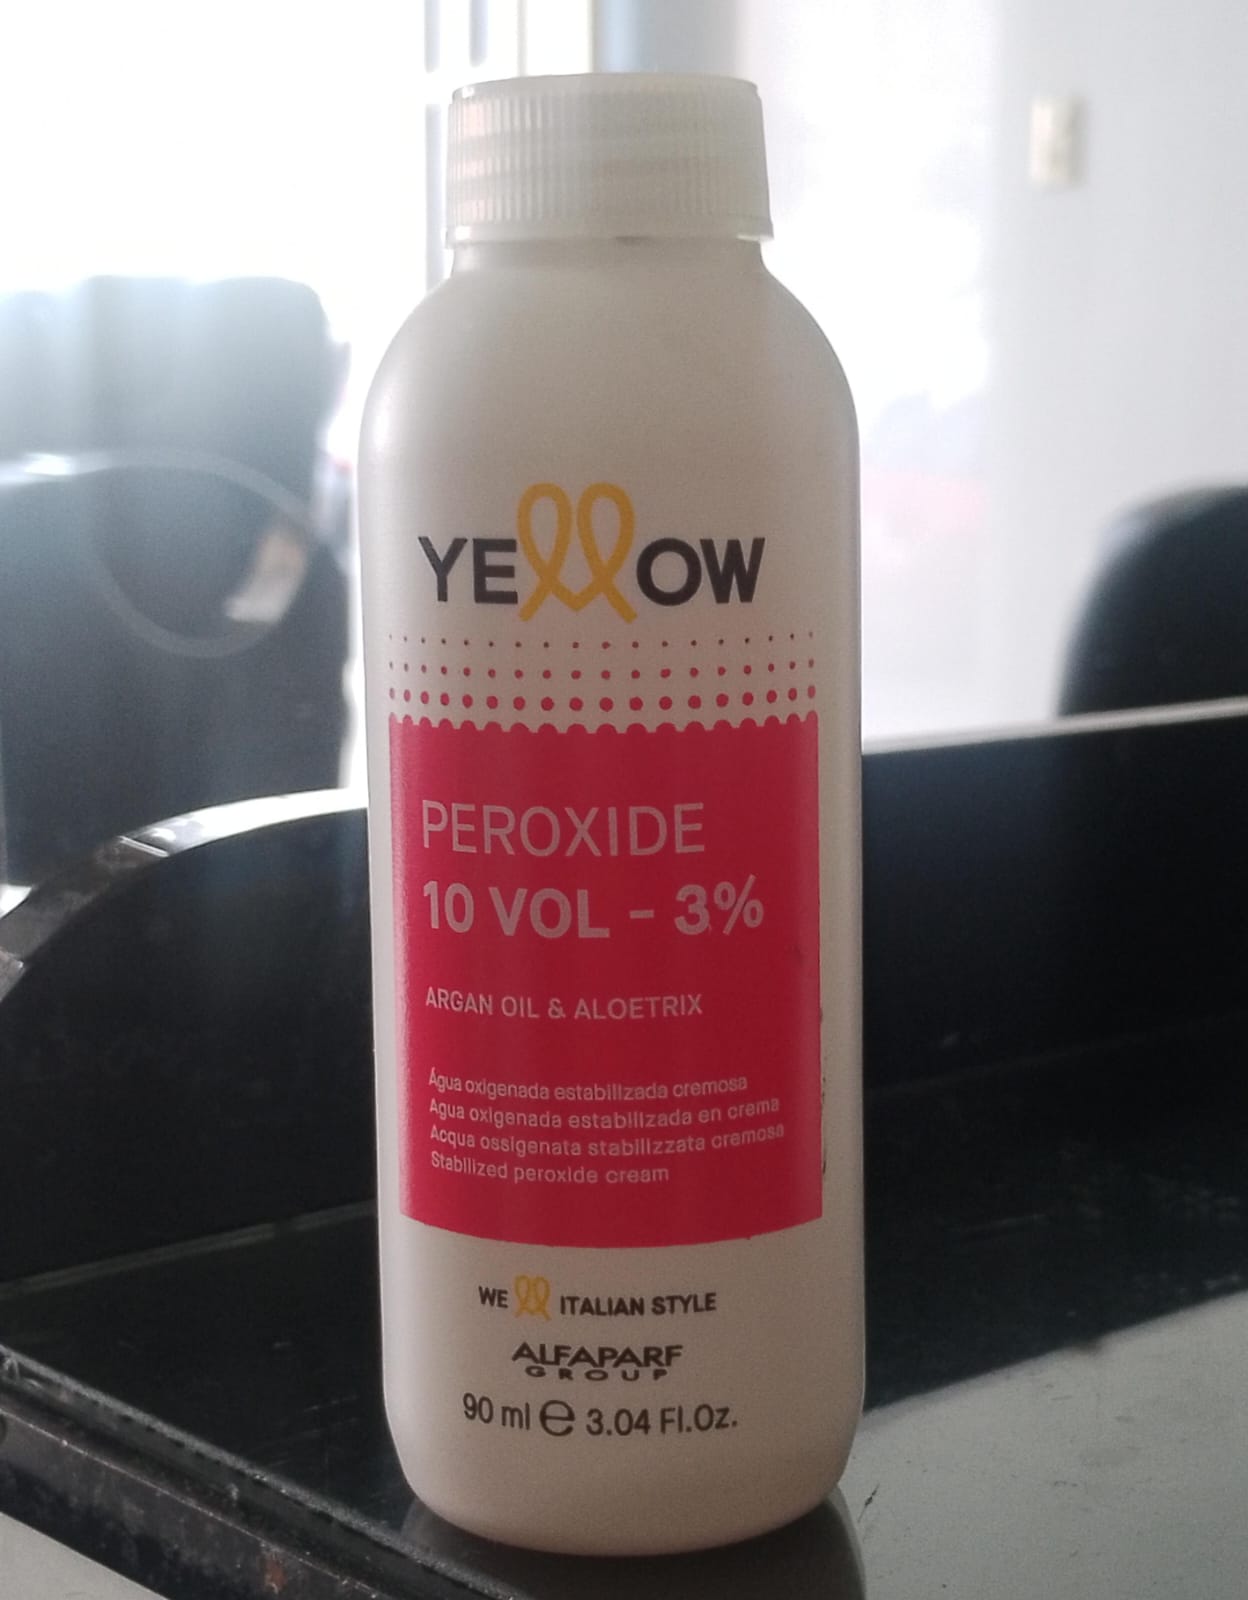 YELLOW
PEROXIDE
10 VOL - 3%
ARGAN OIL & ALOETRIX
Água oxigenada estabilizada cremosa
Agua oxigenada estabilizada en crema
Acqua ossigenata stabilizzata cremosa
Stabilized peroxide cream
WE ITALIAN STYLE
ALFAPARF
GROUP
90 ml ℮ 3.04 Fl.Oz.